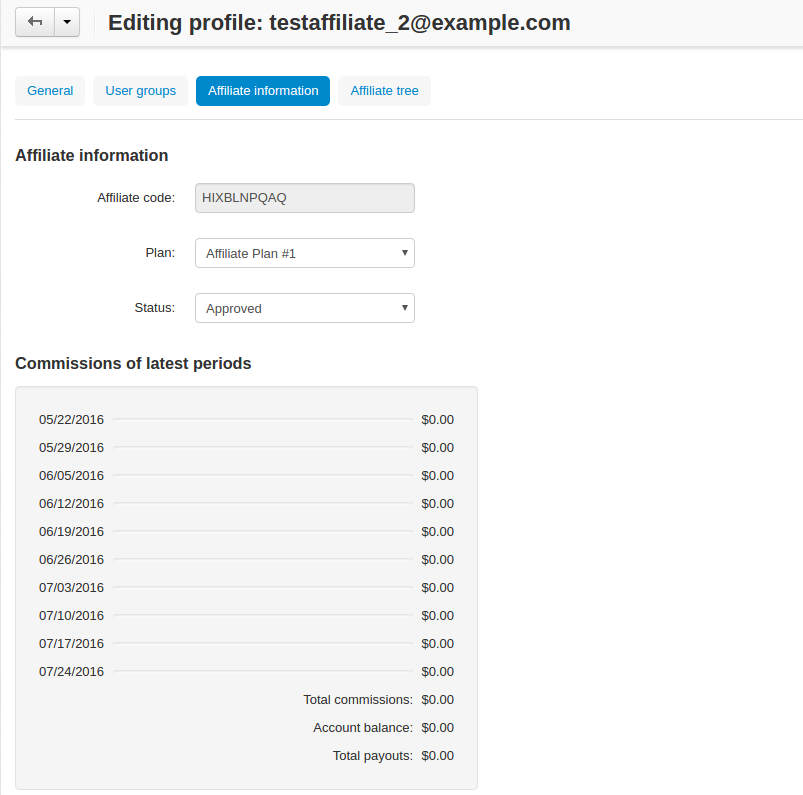 Editing profile: testaffiliate_2@example.com
General User groups Affiliate information Affiliate tree
Affiliate information
Affiliate code: HIXBLNPQAQ
Plan: Affiliate Plan #1
Status: Approved
Commissions of latest periods
05/22/2016 $0.00
05/29/2016 $0.00
06/05/2016 $0.00
06/12/2016 $0.00
06/19/2016 $0.00
06/26/2016 $0.00
07/03/2016 $0.00
07/10/2016 $0.00
07/17/2016 $0.00
07/24/2016 $0.00
Total commissions: $0.00
Account balance: $0.00
Total payouts: $0.00